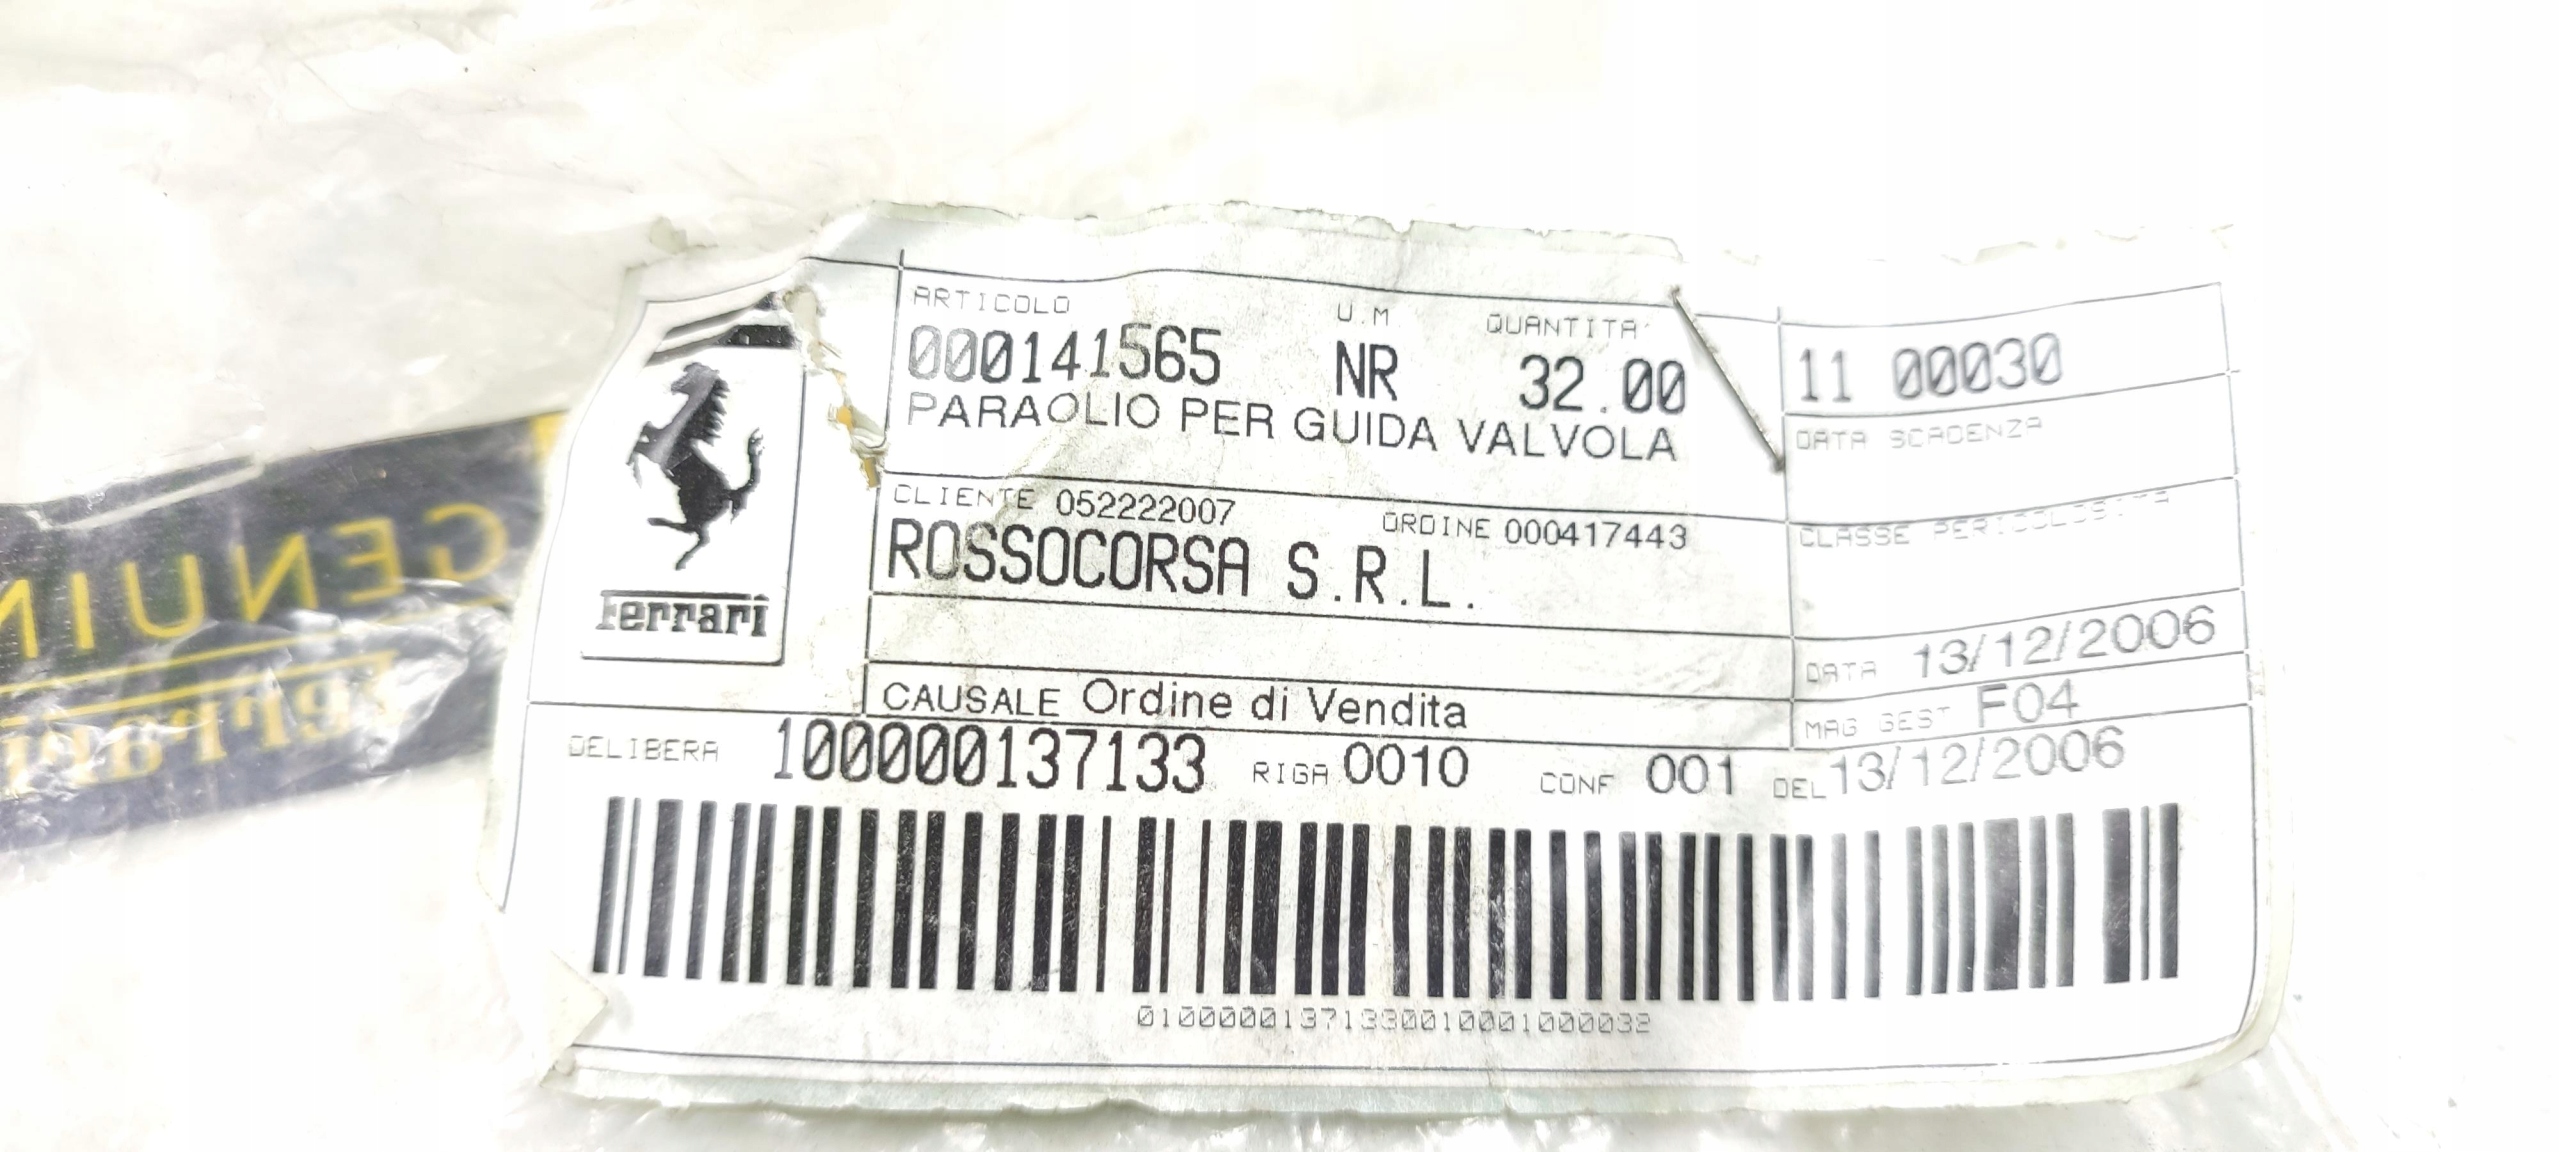 ARTICOLO U.M QUANTITA'
000141565 NR 32.00 11 00030
PARAOLIO PER GUIDA VALVOLA DATA SCADENZA
CLIENTE 052222007 ORDINE 000417443 CLASSE PERICOLOSITA
ROSSOCORSA S.R.L.
Ferrari
DATA 13/12/2006
CAUSALE Ordine di Vendita MAG GEST F04
DELIBERA 100000137133 RIGA 0010 CONF 001 DEL 13/12/2006
0100000137133001000100003​2
GENUIN
Ferrari